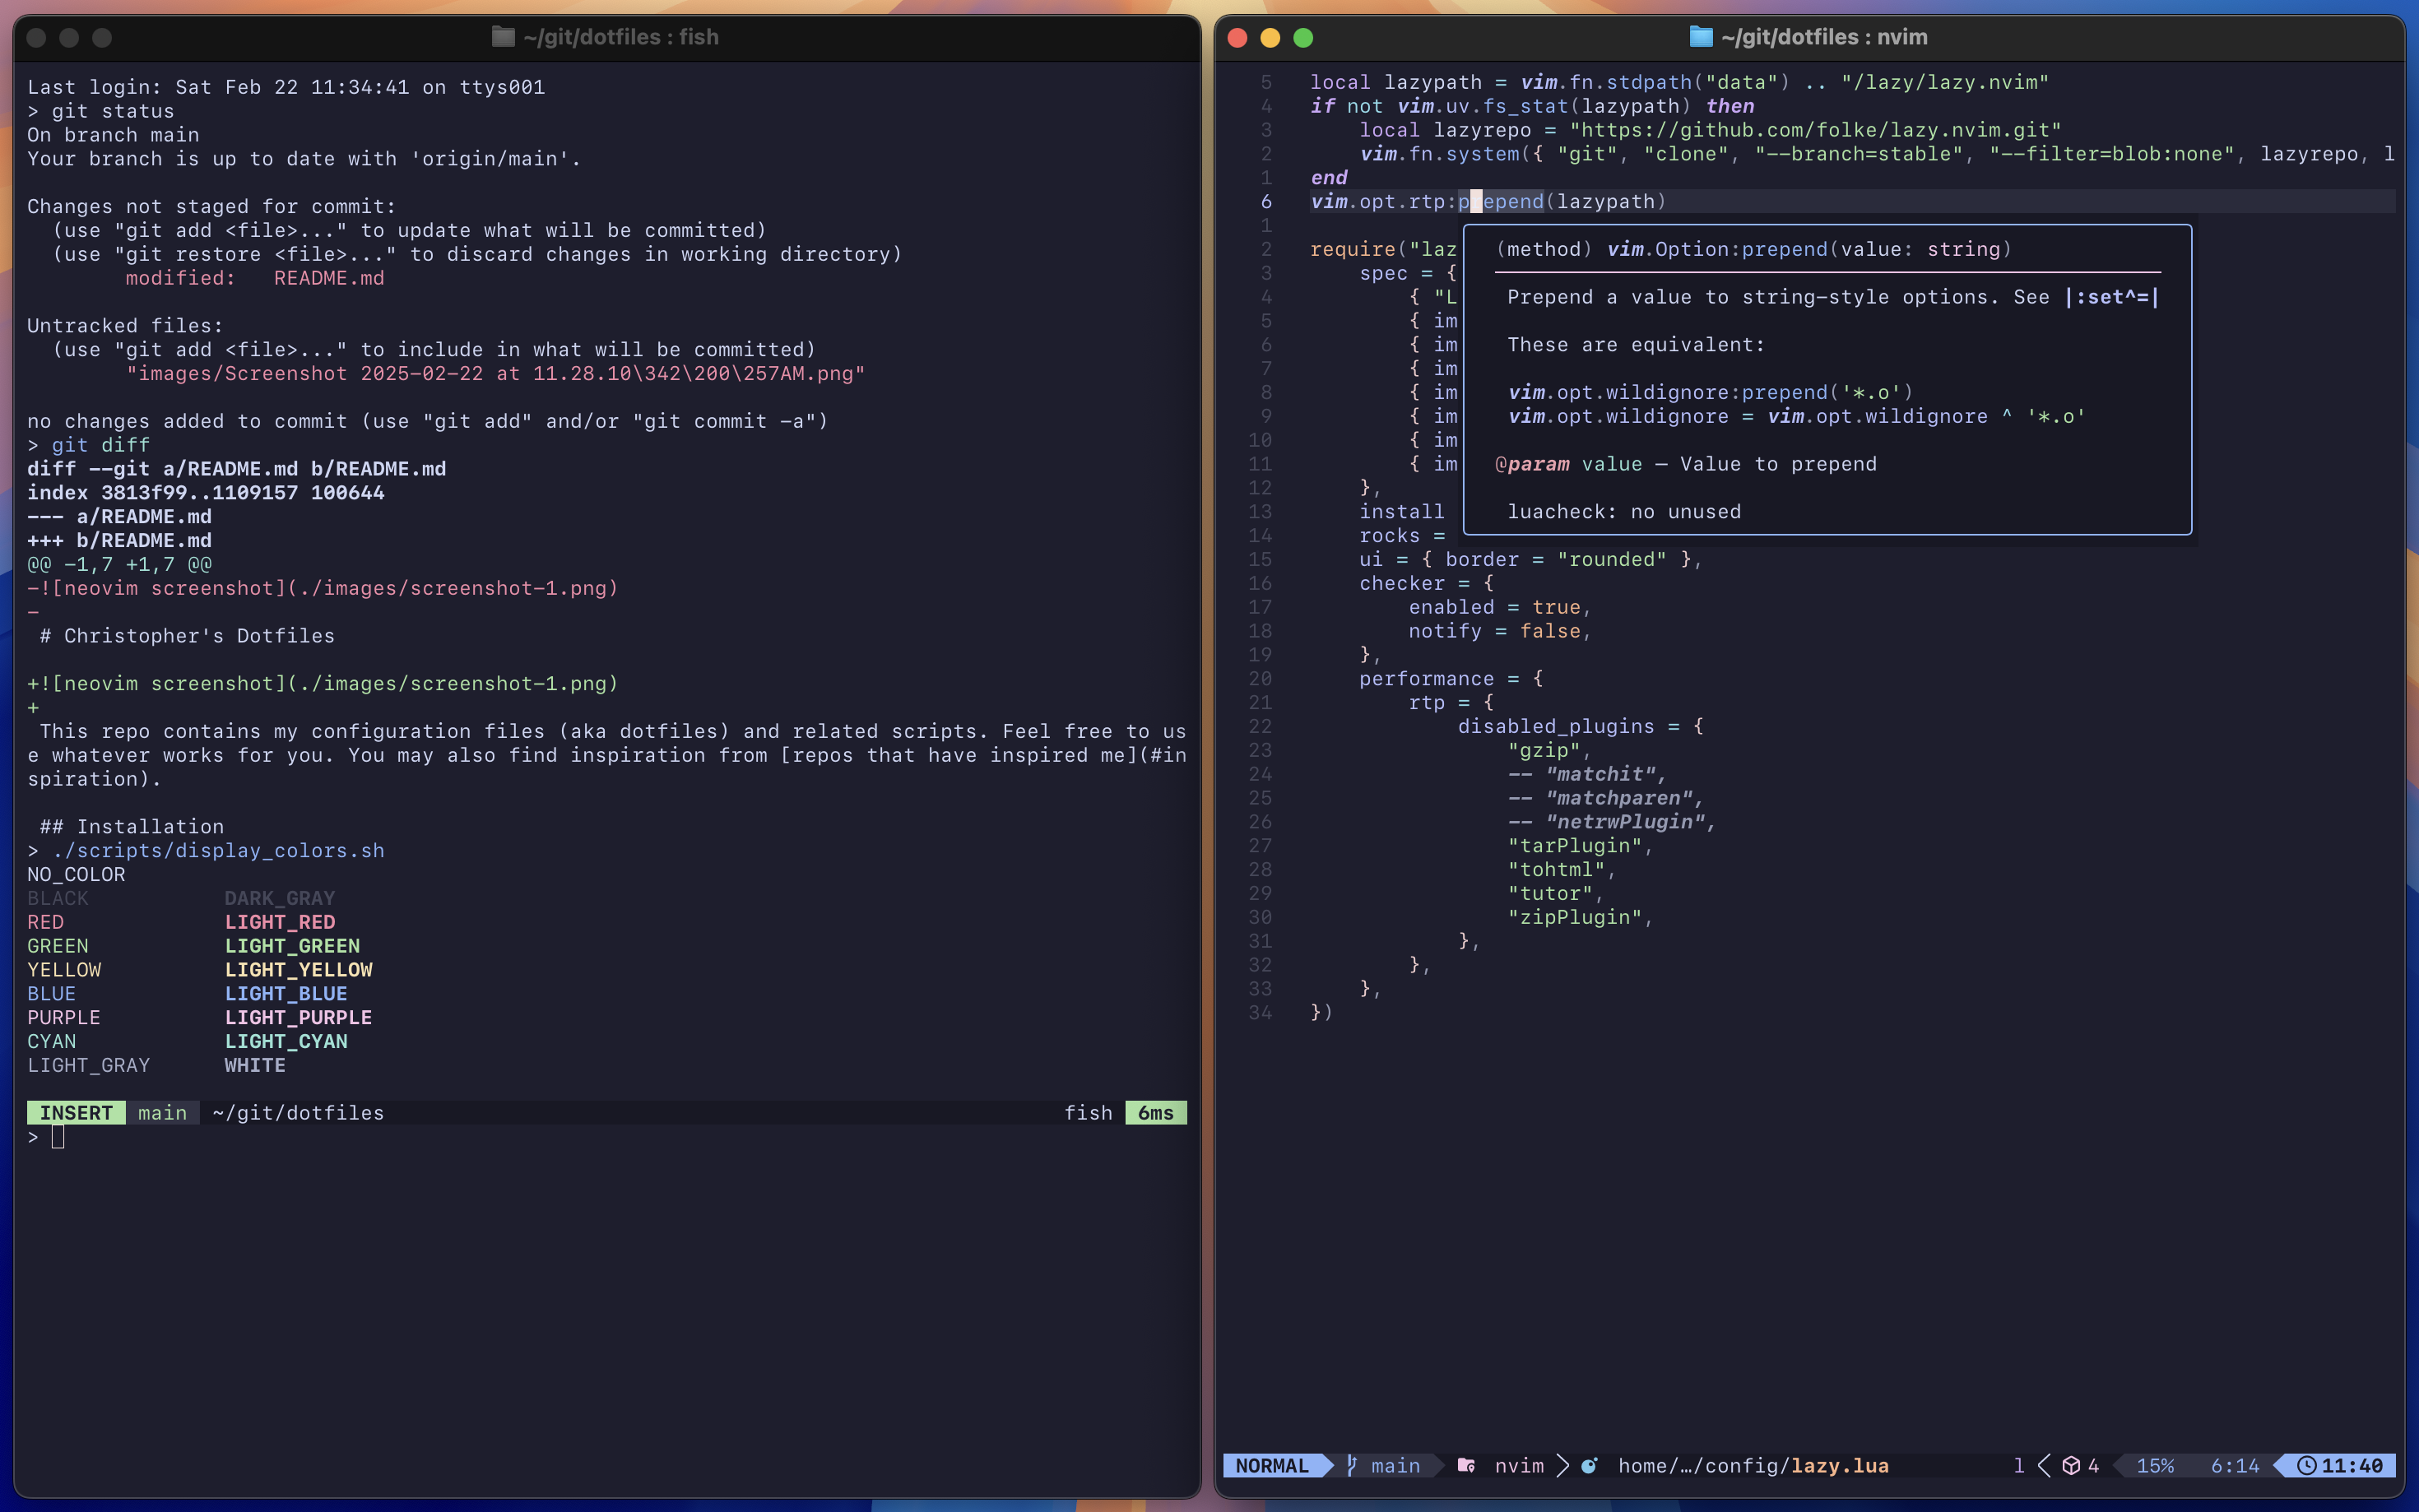 ~/git/dotfiles : fish
Last login: Sat Feb 22 11:34:41 on ttys001
> git status
On branch main
Your branch is up to date with 'origin/main'.
Changes not staged for commit:
  (use "git add <file>..." to update what will be committed)
  (use "git restore <file>..." to discard changes in working directory)
        modified:   README.md
Untracked files:
  (use "git add <file>..." to include in what will be committed)
        "images/Screenshot 2025-02-22 at 11.28.10\342\200\257AM.png"
no changes added to commit (use "git add" and/or "git commit -a")
> git diff
diff --git a/README.md b/README.md
index 3813f99..1109157 100644
--- a/README.md
+++ b/README.md
@@ -1,7 +1,7 @@
-![neovim screenshot](./images/screenshot-1.png)
-
 # Christopher's Dotfiles
+![neovim screenshot](./images/screenshot-1.png)
+
 This repo contains my configuration files (aka dotfiles) and related scripts. Feel free to us
e whatever works for you. You may also find inspiration from [repos that have inspired me](#in
spiration).
 ## Installation
> ./scripts/display_colors.sh
NO_COLOR
BLACK           DARK_GRAY
RED             LIGHT_RED
GREEN           LIGHT_GREEN
YELLOW          LIGHT_YELLOW
BLUE            LIGHT_BLUE
PURPLE          LIGHT_PURPLE
CYAN            LIGHT_CYAN
LIGHT_GRAY      WHITE
INSERT main ~/git/dotfiles fish 6ms
>
~/git/dotfiles : nvim
5 local lazypath = vim.fn.stdpath("data") .. "/lazy/lazy.nvim"
4 if not vim.uv.fs_stat(lazypath) then
3     local lazyrepo = "https://github.com/folke/lazy.nvim.git"
2     vim.fn.system({ "git", "clone", "--branch=stable", "--filter=blob:none", lazyrepo, l
1 end
6 vim.opt.rtp:prepend(lazypath)
1
2 require("laz
3     spec = {
4         { "L
5         { im
6         { im
7         { im
8         { im
9         { im
10         { im
11         { im
(method) vim.Option:prepend(value: string)
Prepend a value to string-style options. See |:set^=|
These are equivalent:
vim.opt.wildignore:prepend('*.o')
vim.opt.wildignore = vim.opt.wildignore ^ '*.o'
@param value — Value to prepend
luacheck: no unused
12     },
13     install
14     rocks =
15     ui = { border = "rounded" },
16     checker = {
17         enabled = true,
18         notify = false,
19     },
20     performance = {
21         rtp = {
22             disabled_plugins = {
23                 "gzip",
24                 -- "matchit",
25                 -- "matchparen",
26                 -- "netrwPlugin",
27                 "tarPlugin",
28                 "tohtml",
29                 "tutor",
30                 "zipPlugin",
31             },
32         },
33     },
34 })
NORMAL main nvim home/…/config/lazy.lua l 4 15% 6:14 11:40